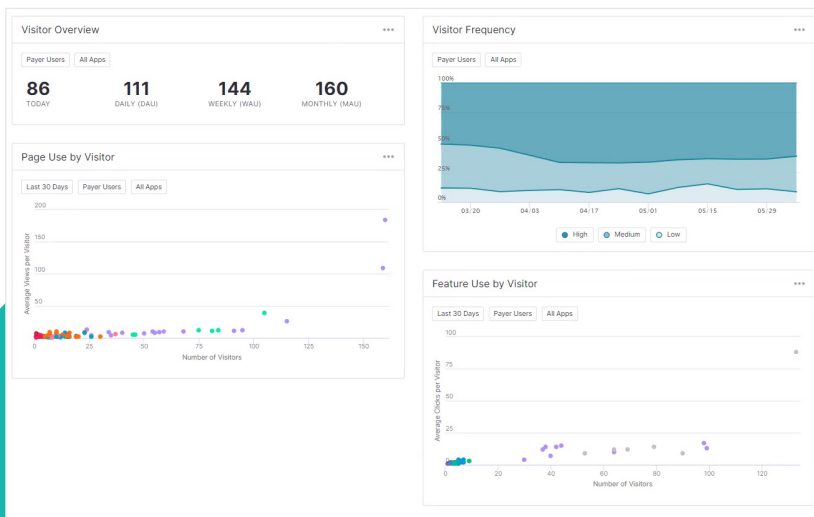 Visitor Overview
•••
Payer Users
All Apps
86
TODAY
111
DAILY (DAU)
144
WEEKLY (WAU)
160
MONTHLY (MAU)
Page Use by Visitor
•••
Last 30 Days
Payer Users
All Apps
Average Views per Visitor
200
150
100
50
0
25
50
75
100
125
150
Number of Visitors
Visitor Frequency
•••
Payer Users
All Apps
100%
75%
50%
25%
0%
03/20
04/03
04/17
05/01
05/15
05/29
High
Medium
Low
Feature Use by Visitor
•••
Last 30 Days
Payer Users
All Apps
Average Clicks per Visitor
100
75
50
25
0
0
20
40
60
80
100
120
Number of Visitors